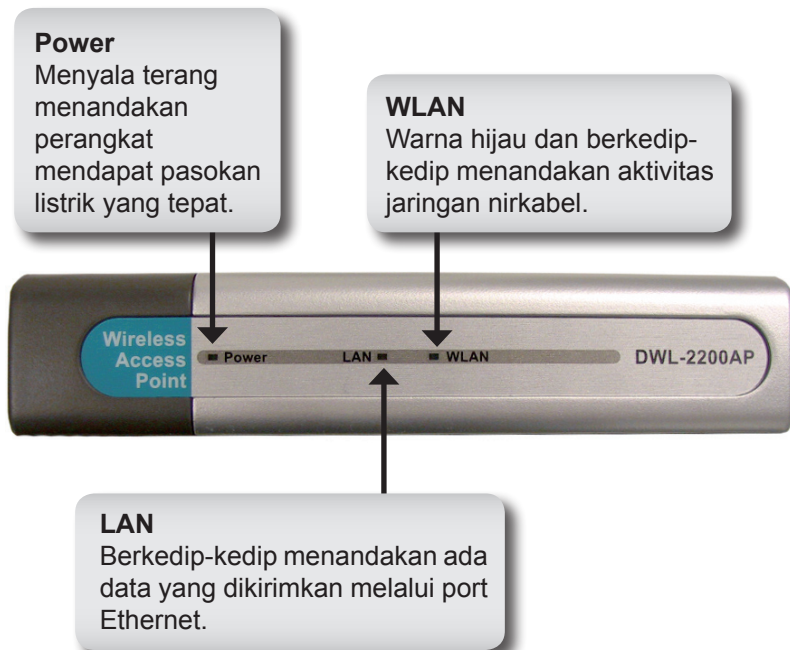 Power
Menyala terang
menandakan
perangkat
mendapat pasokan
listrik yang tepat.
WLAN
Warna hijau dan berkedip-
kedip menandakan aktivitas
jaringan nirkabel.
Wireless
Access
Point
Power
LAN
WLAN
DWL-2200AP
LAN
Berkedip-kedip menandakan ada
data yang dikirimkan melalui port
Ethernet.